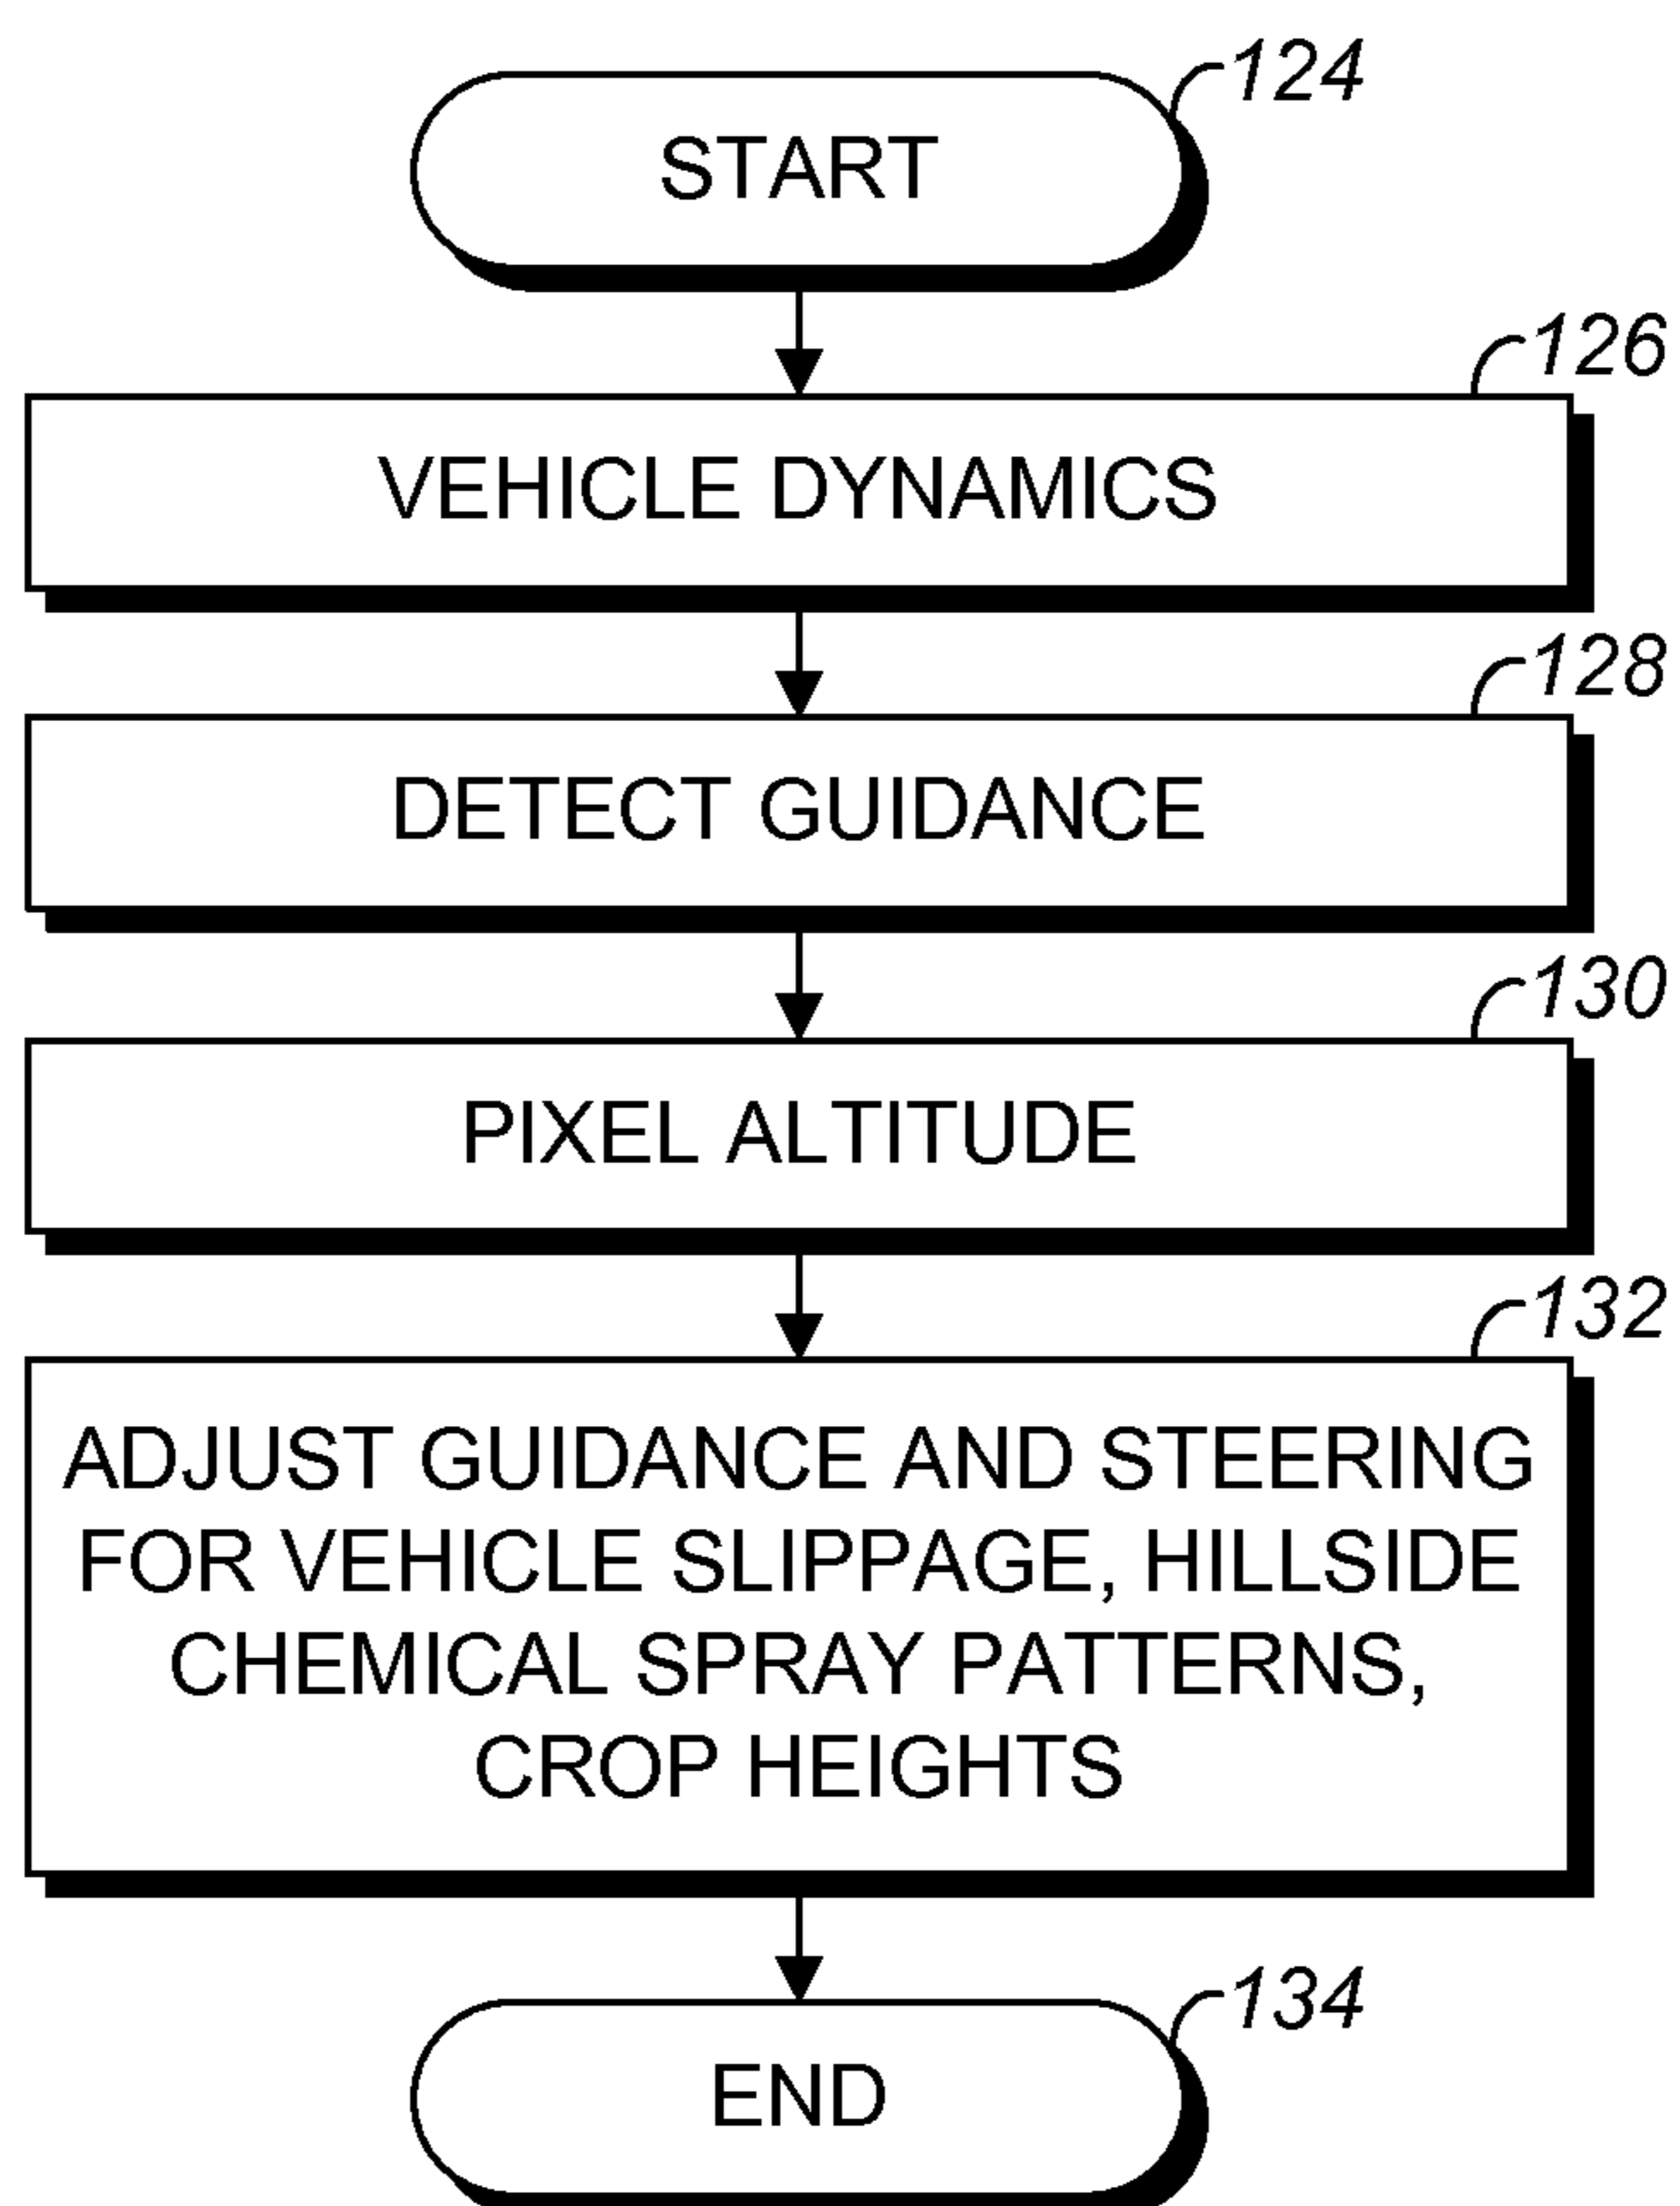 124
START
126
VEHICLE DYNAMICS
128
DETECT GUIDANCE
130
PIXEL ALTITUDE
132
ADJUST GUIDANCE AND STEERING
FOR VEHICLE SLIPPAGE, HILLSIDE
CHEMICAL SPRAY PATTERNS,
CROP HEIGHTS
134
END